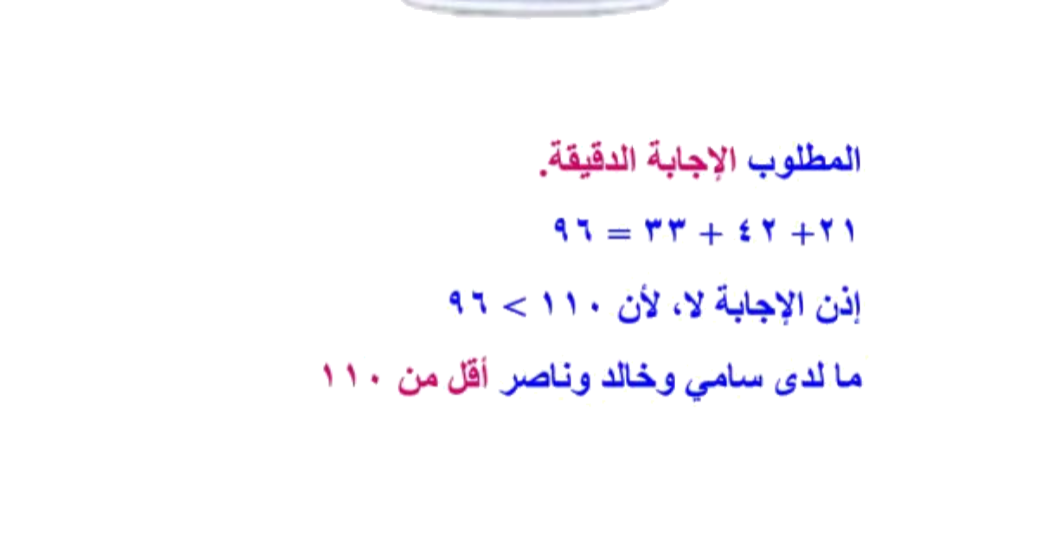 المطلوب الإجابة الدقيقة.
٢١+ ٤٢ + ٣٣ = ٩٦
إذن الإجابة لا، لأن ١١٠ > ٩٦
ما لدى سامي وخالد وناصر أقل من ١١٠